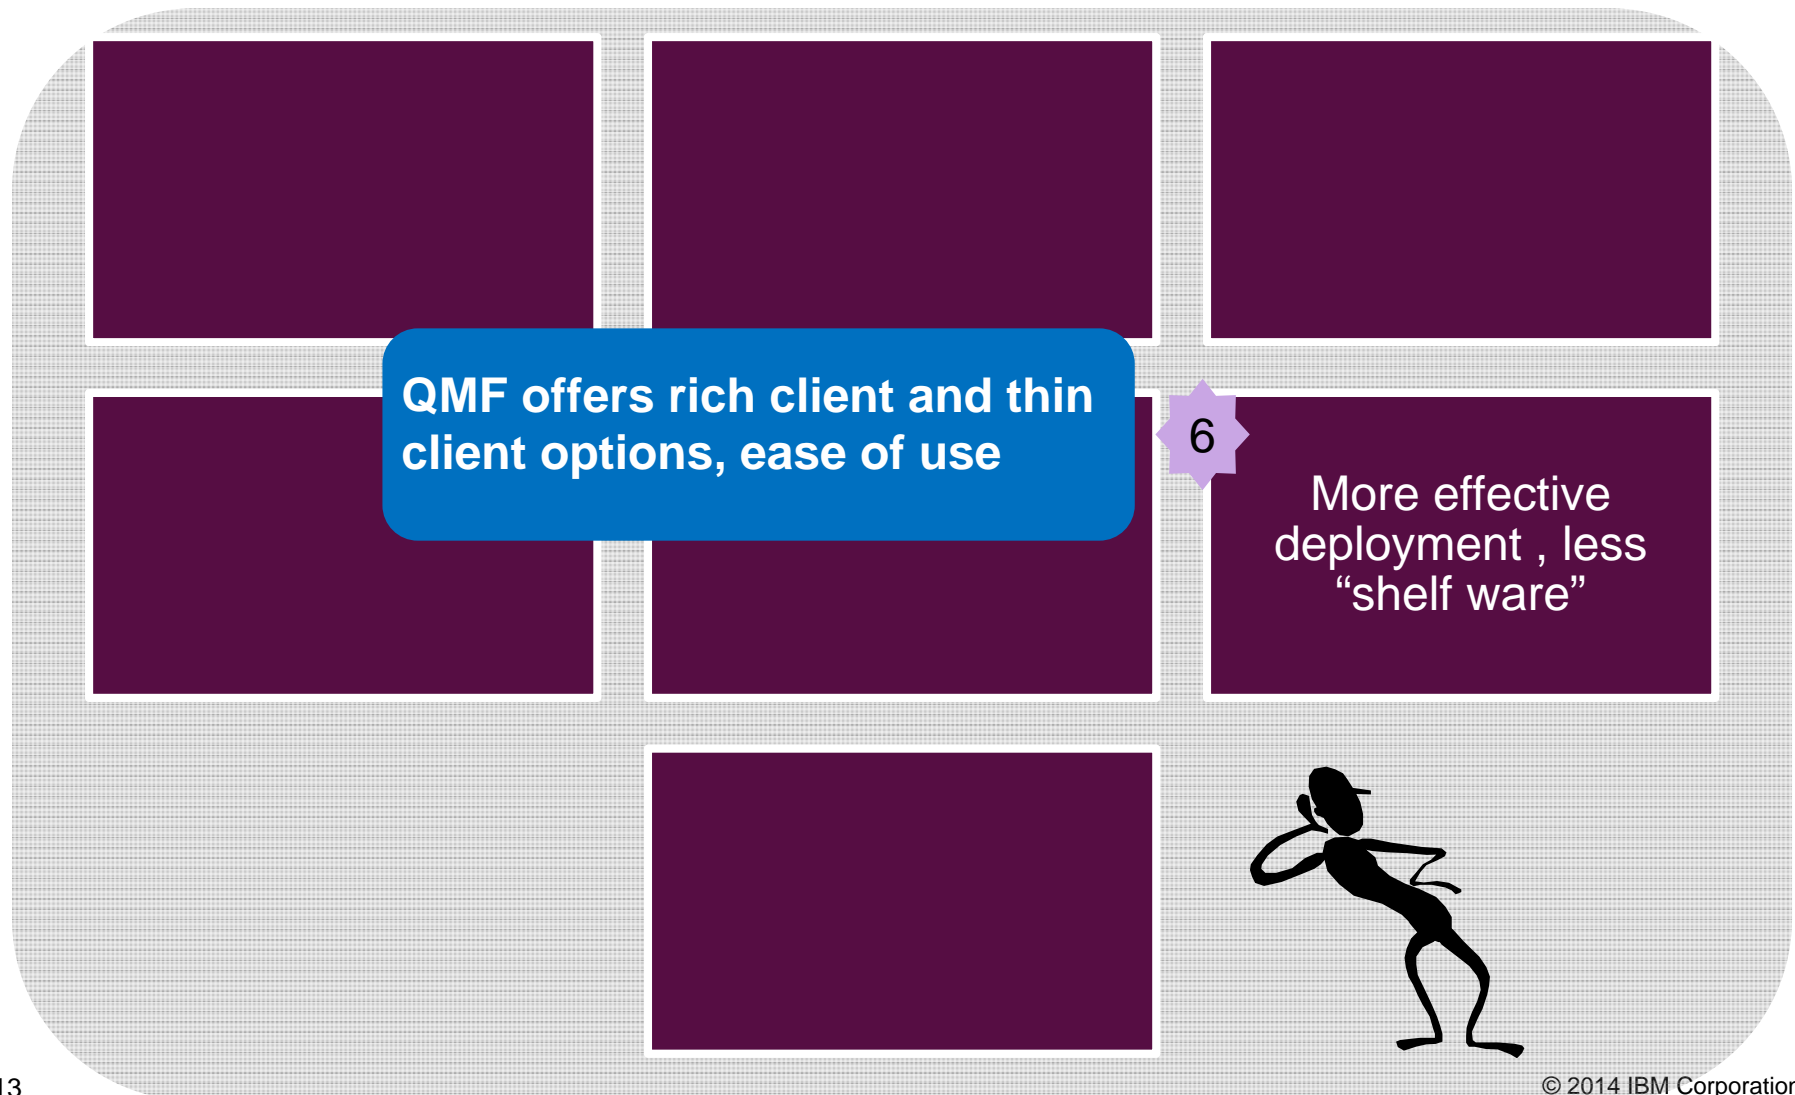 QMF offers rich client and thin
client options, ease of use
6
More effective
deployment , less
“shelf ware”
13
© 2014 IBM Corporation